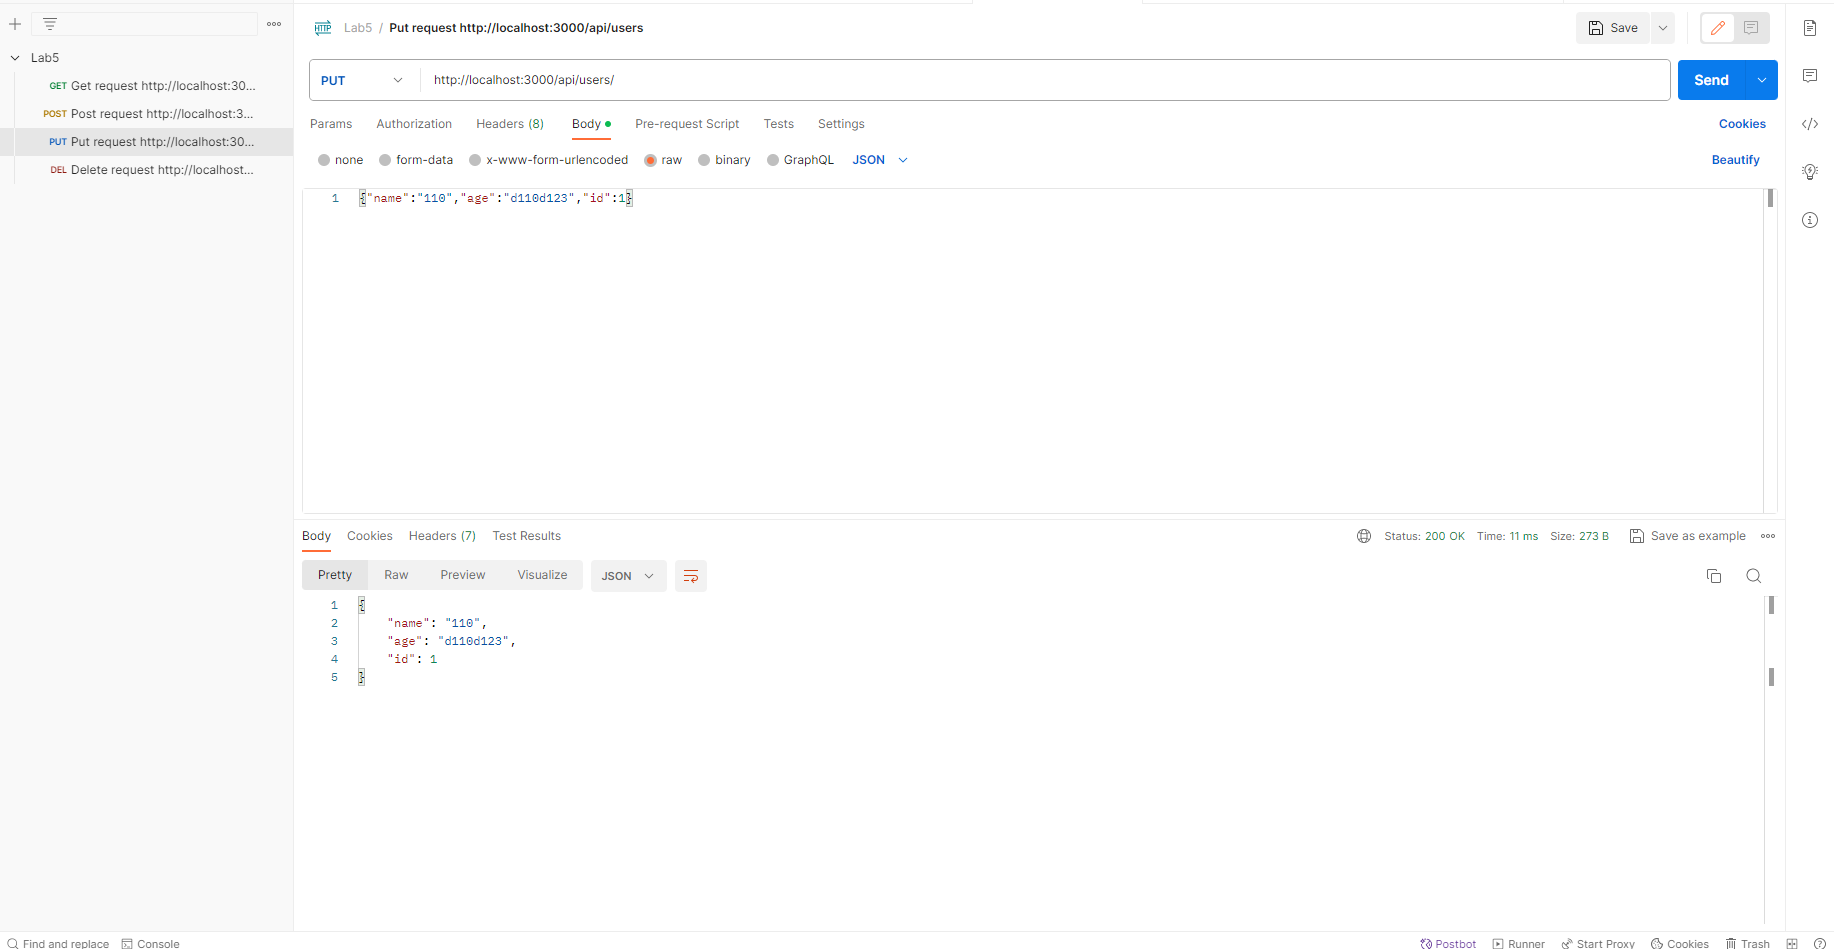 Lab5 / Put request http://localhost:3000/api/users
Save
Lab5
GET Get request http://localhost:30...
POST Post request http://localhost:3...
PUT Put request http://localhost:30...
DEL Delete request http://localhost...
PUT http://localhost:3000/api/users/ Send
Params Authorization Headers (8) Body Pre-request Script Tests Settings Cookies
none form-data x-www-form-urlencoded raw binary GraphQL JSON Beautify
1 {"name":"110","age":"d110d123","id":1}
Body Cookies Headers (7) Test Results Status: 200 OK Time: 11 ms Size: 273 B Save as example
Pretty Raw Preview Visualize JSON
1 {
2 "name": "110",
3 "age": "d110d123",
4 "id": 1
5 }
Find and replace Console Postbot Runner Start Proxy Cookies Trash